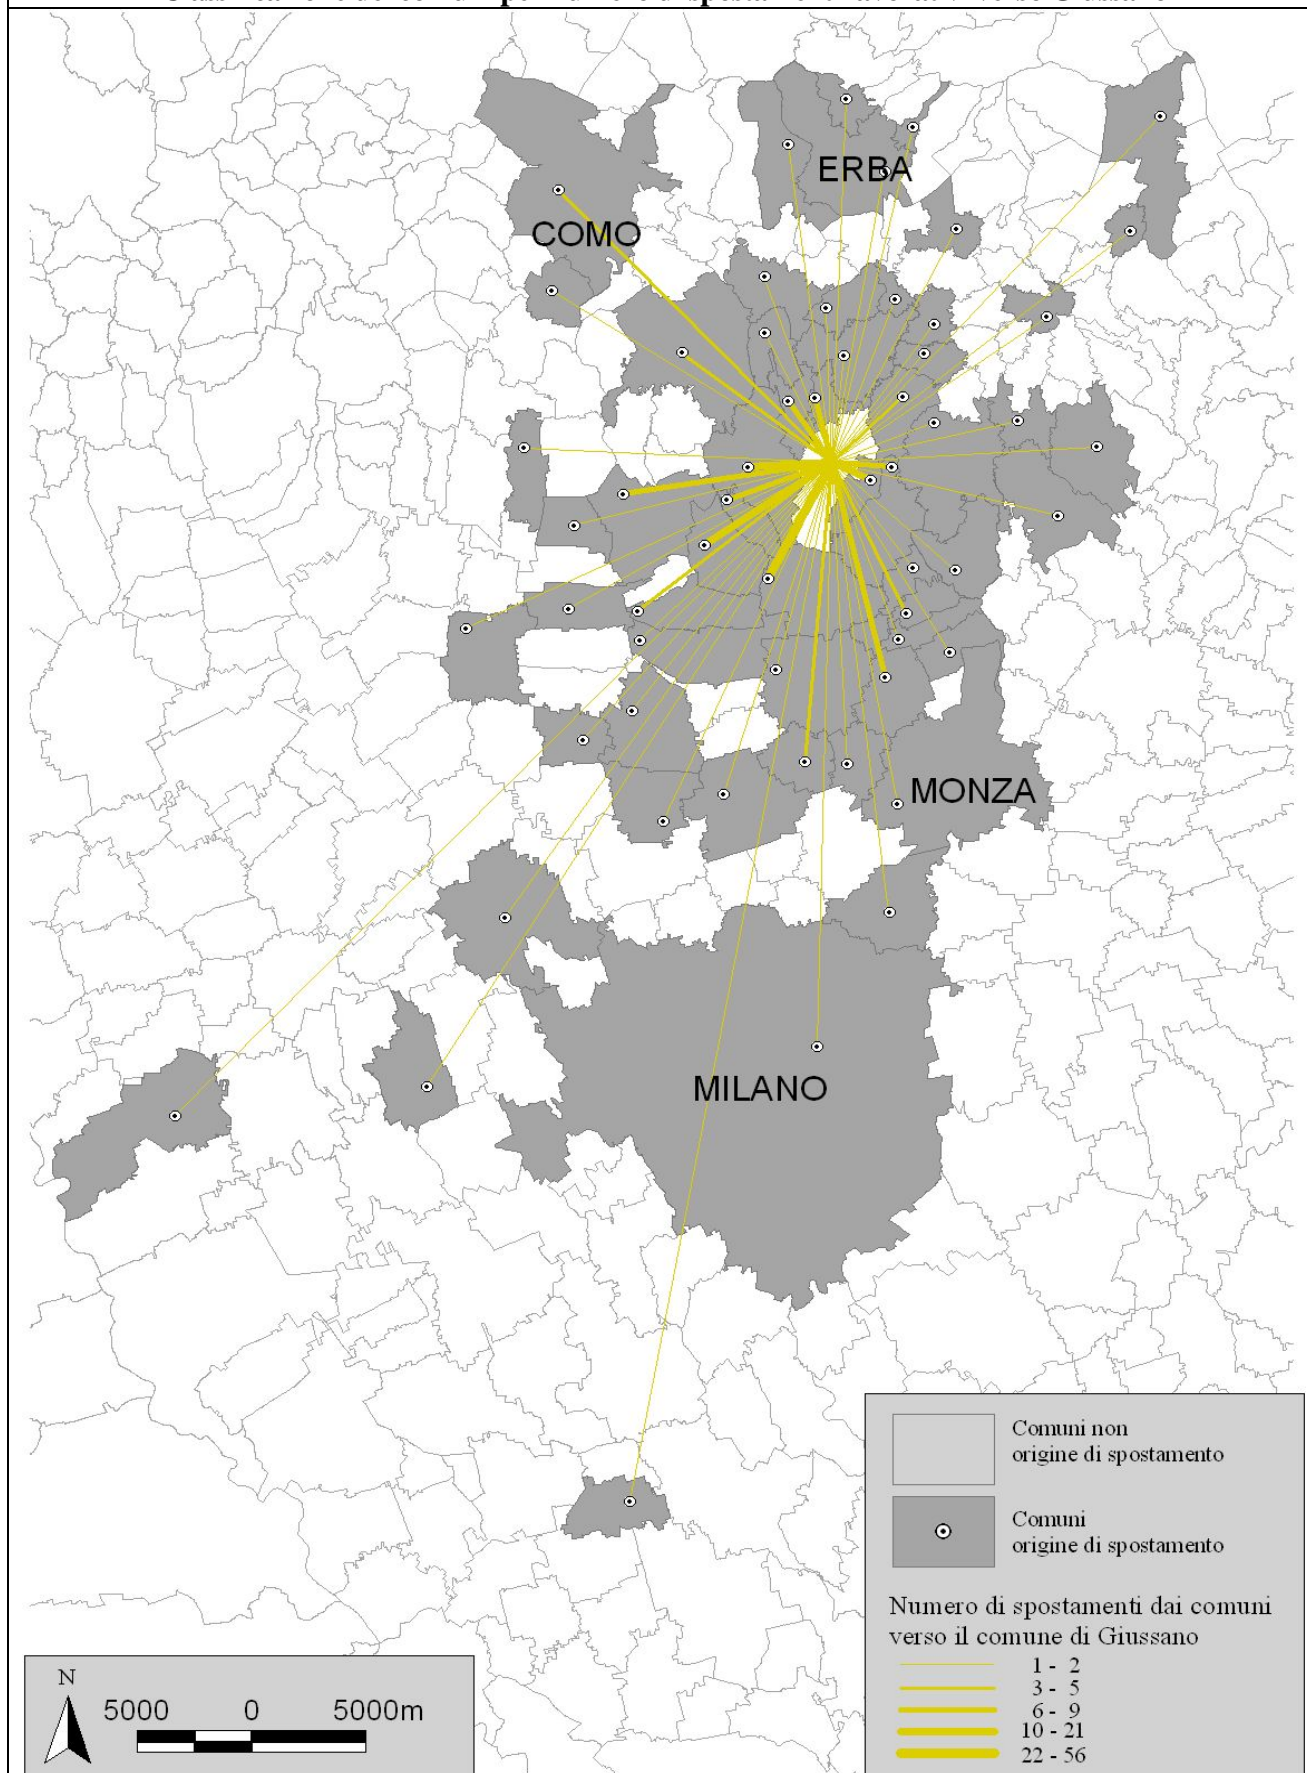 ERBA
COMO
MONZA
MILANO
Comuni non
origine di spostamento
Comuni
origine di spostamento
Numero di spostamenti dai comuni
verso il comune di Giussano
1 - 2
3 - 5
6 - 9
10 - 21
22 - 56
N
5000 0 5000m